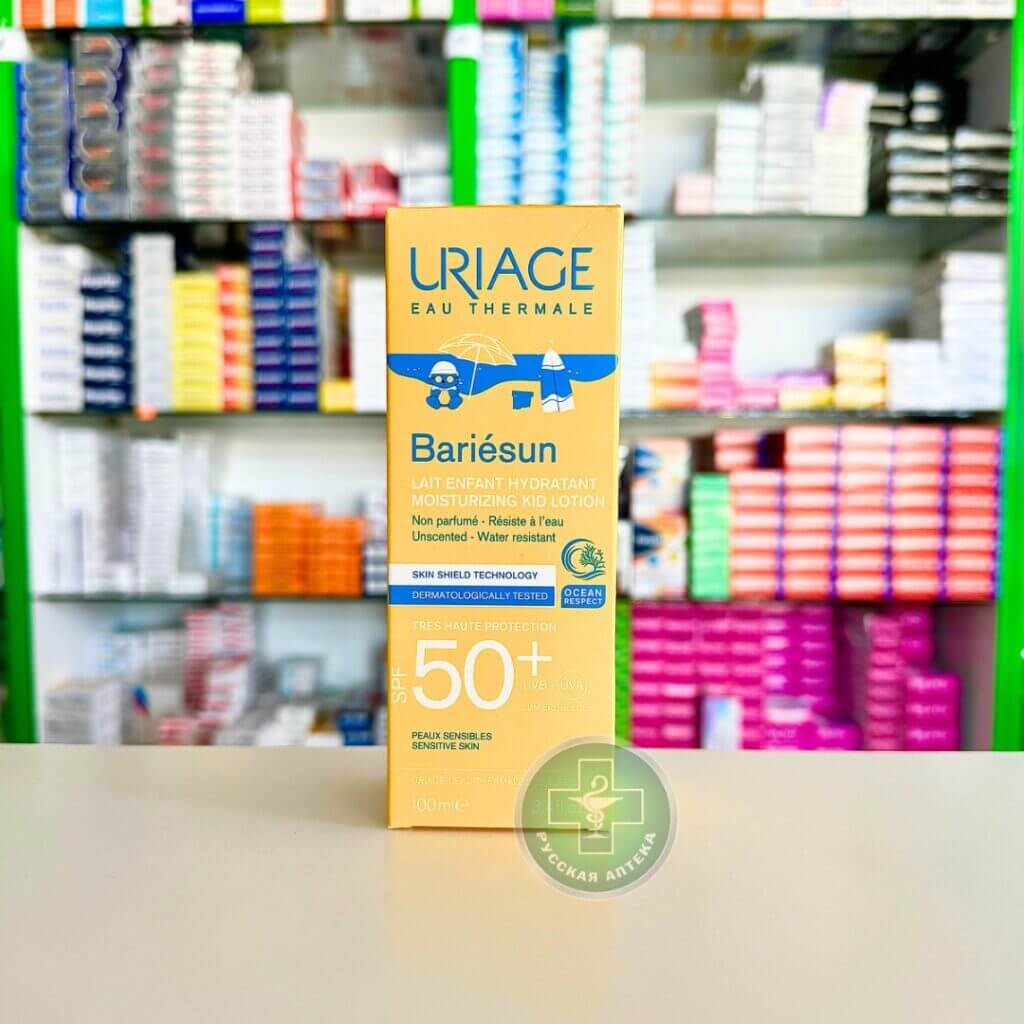 URIAGE
EAU THERMALE
Bariésun
LAIT ENFANT HYDRATANT
MOISTURIZING KID LOTION
Non parfumé - Résiste à l'eau
Unscented - Water resistant
SKIN SHIELD TECHNOLOGY
DERMATOLOGICALLY TESTED
OCEAN
RESPECT
TRÈS HAUTE PROTECTION
SPF 50+
UVB + UVA
PEAUX SENSIBLES
SENSITIVE SKIN
100ml e
РУССКАЯ АПТЕКА